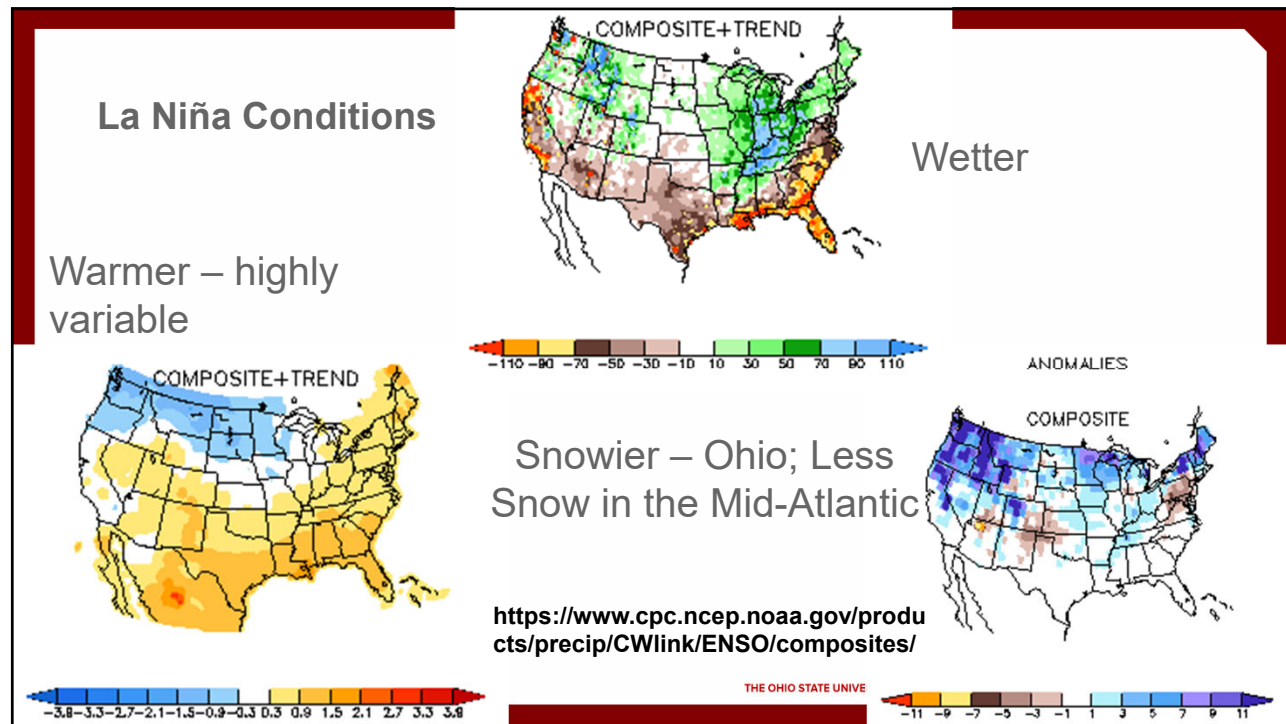 COMPOSITE+TREND
La Niña Conditions
Wetter
Warmer – highly
variable
-110 -90 -70 -50 -30 -10 10 30 50 70 90 110
COMPOSITE+TREND
ANOMALIES
COMPOSITE
Snowier – Ohio; Less
Snow in the Mid-Atlantic
https://www.cpc.ncep.noaa.gov/produ
cts/precip/CWlink/ENSO/composites/
THE OHIO STATE UNIVE
-3.8 -3.3 -2.7 -2.1 -1.5 -0.9 -0.3 0.3 0.9 1.5 2.1 2.7 3.3 3.8
-11 -9 -7 -5 -3 -1 1 3 5 7 9 11